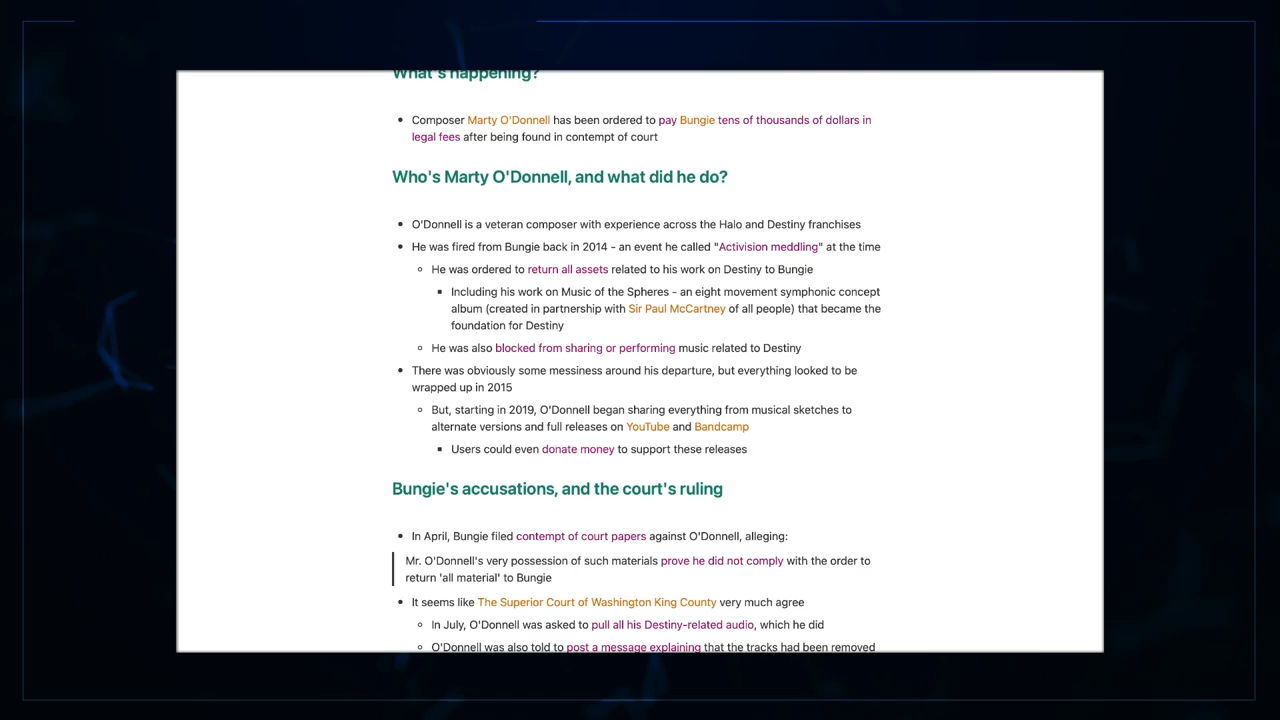 What's happening?
Composer Marty O'Donnell has been ordered to pay Bungie tens of thousands of dollars in
legal fees after being found in contempt of court
Who's Marty O'Donnell, and what did he do?
O'Donnell is a veteran composer with experience across the Halo and Destiny franchises
He was fired from Bungie back in 2014 - an event he called "Activision meddling" at the time
He was ordered to return all assets related to his work on Destiny to Bungie
Including his work on Music of the Spheres - an eight movement symphonic concept
album (created in partnership with Sir Paul McCartney of all people) that became the
foundation for Destiny
He was also blocked from sharing or performing music related to Destiny
There was obviously some messiness around his departure, but everything looked to be
wrapped up in 2015
But, starting in 2019, O'Donnell began sharing everything from musical sketches to
alternate versions and full releases on YouTube and Bandcamp
Users could even donate money to support these releases
Bungie's accusations, and the court's ruling
In April, Bungie filed contempt of court papers against O'Donnell, alleging:
Mr. O'Donnell's very possession of such materials prove he did not comply with the order to
return 'all material' to Bungie
It seems like The Superior Court of Washington King County very much agree
In July, O'Donnell was asked to pull all his Destiny-related audio, which he did
O'Donnell was also told to post a message explaining that the tracks had been removed